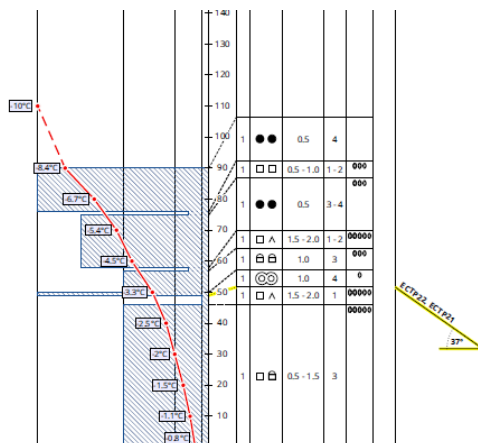 140
130
120
110
-10°C
100
1 ●● 0.5 4
90
-8.4°C
1 □ □ 0.5 - 1.0 1 - 2 000
80
-6.7°C
1 ●● 0.5 3 - 4 000
70
-5.4°C
1 □ ∧ 1.5 - 2.0 1 - 2 00000
60
-4.5°C
1 1.0 3 000
1 ◎◎ 1.0 4 0
50
-3.3°C
1 □ ∧ 1.5 - 2.0 1 00000
ECTP22, ECTP21
00000
40
-2.5°C
37°
30
-2°C
1 □ 0.5 - 1.5 3
20
-1.5°C
10
-1.1°C
-0.8°C